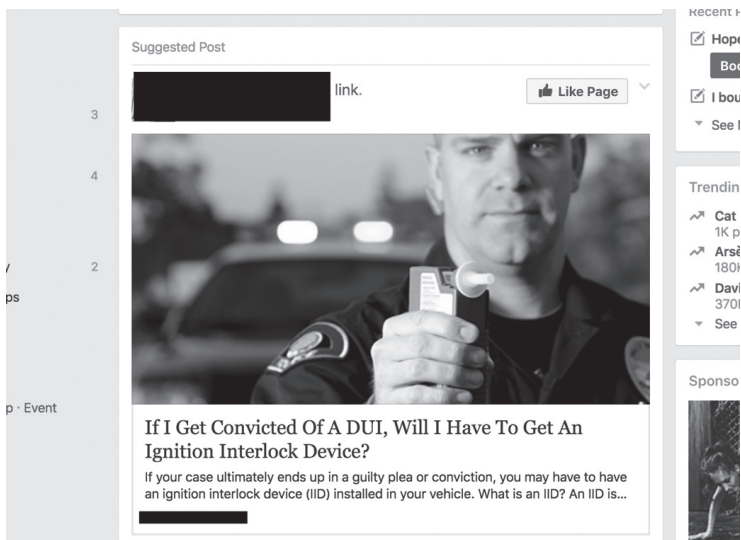 Suggested Post
link.
Like Page
3
4
2
ps
p · Event
If I Get Convicted Of A DUI, Will I Have To Get An
Ignition Interlock Device?
If your case ultimately ends up in a guilty plea or conviction, you may have to have
an ignition interlock device (IID) installed in your vehicle. What is an IID? An IID is...
Recent P
Hope
Boo
I bou
See
Trendin
Cat
1K p
Arsè
180K
Davi
370
See
Sponso